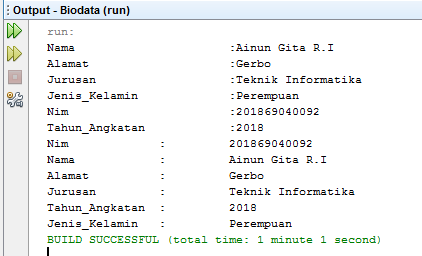 Output - Biodata (run)
run:
Nama                      :Ainun Gita R.I
Alamat                    :Gerbo
Jurusan                   :Teknik Informatika
Jenis_Kelamin             :Perempuan
Nim                       :201869040092
Tahun_Angkatan            :2018
Nim             :         201869040092
Nama            :         Ainun Gita R.I
Alamat          :         Gerbo
Jurusan         :         Teknik Informatika
Tahun_Angkatan  :         2018
Jenis_Kelamin   :         Perempuan
BUILD SUCCESSFUL (total time: 1 minute 1 second)